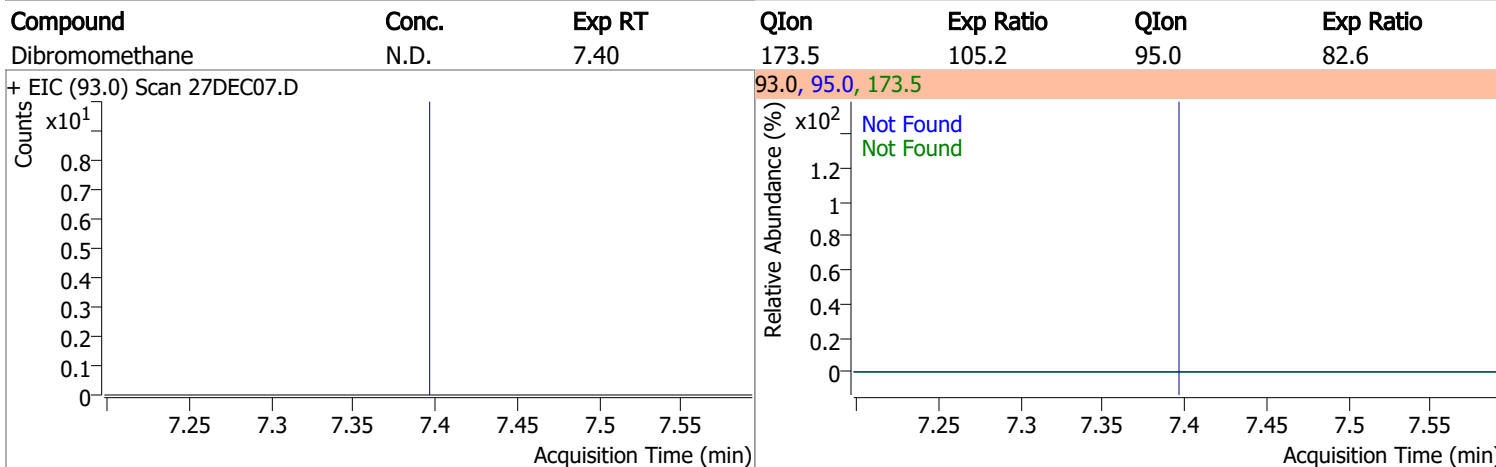 Compound Conc. Exp RT QIon Exp Ratio QIon Exp Ratio
Dibromomethane N.D. 7.40 173.5 105.2 95.0 82.6
+ EIC (93.0) Scan 27DEC07.D
Counts
x10¹
0.8
0.7
0.6
0.5
0.4
0.3
0.2
0.1
0
7.25 7.3 7.35 7.4 7.45 7.5 7.55
Acquisition Time (min)
93.0, 95.0, 173.5
Relative Abundance (%)
x10²
Not Found
Not Found
1.2
1
0.8
0.6
0.4
0.2
0
7.25 7.3 7.35 7.4 7.45 7.5 7.55
Acquisition Time (min)